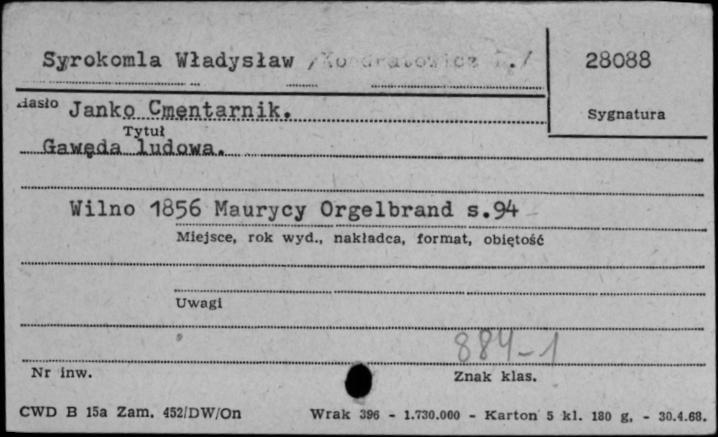 Syrokomla Władysław /Kondratowicz L./ 28088
Hasło Janko Cmentarnik. Sygnatura
Tytuł
Gawęda ludowa.
Wilno 1856 Maurycy Orgelbrand s.94
Miejsce, rok wyd., nakładca, format, objętość
Uwagi
884-1
Nr inw. Znak klas.
CWD B 15a Zam. 452/DW/On Wrak 396 - 1.730.000 - Karton 5 kl. 180 g, - 30.4.68.